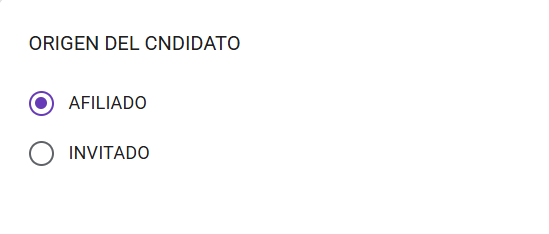 ORIGEN DEL CNDIDATO
AFILIADO
INVITADO